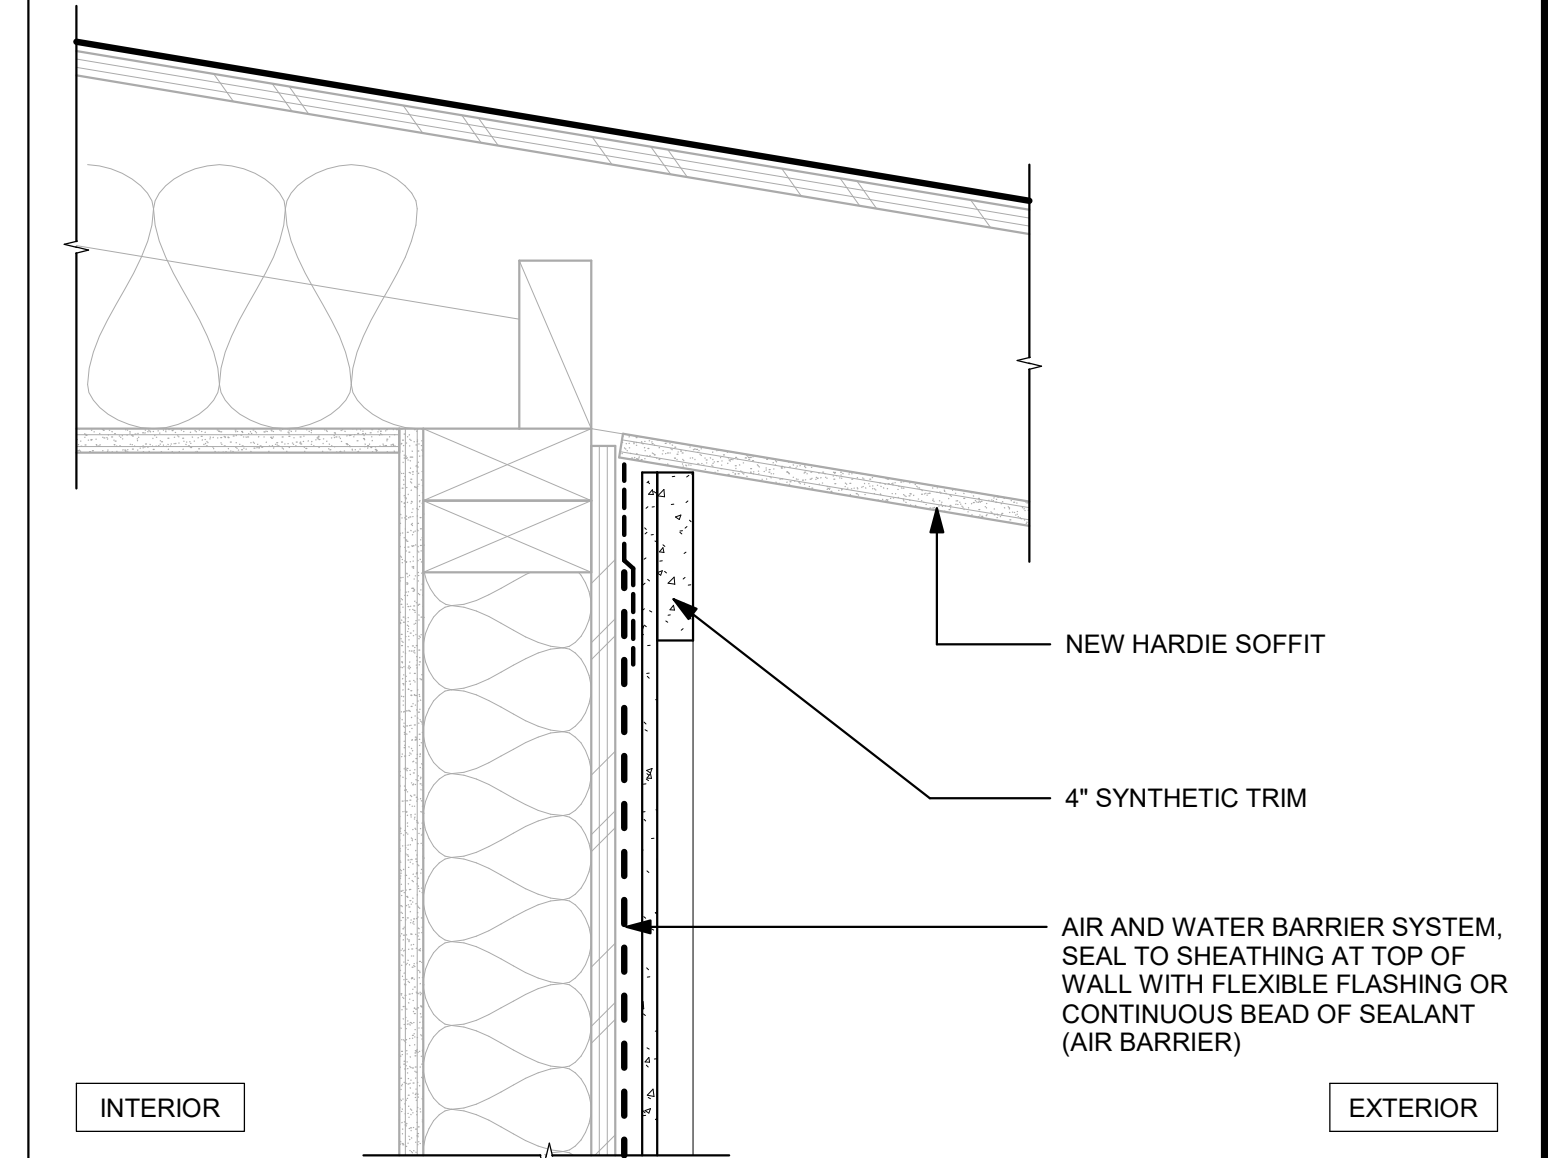 NEW HARDIE SOFFIT
4" SYNTHETIC TRIM
AIR AND WATER BARRIER SYSTEM,
SEAL TO SHEATHING AT TOP OF
WALL WITH FLEXIBLE FLASHING OR
CONTINUOUS BEAD OF SEALANT
(AIR BARRIER)
INTERIOR
EXTERIOR